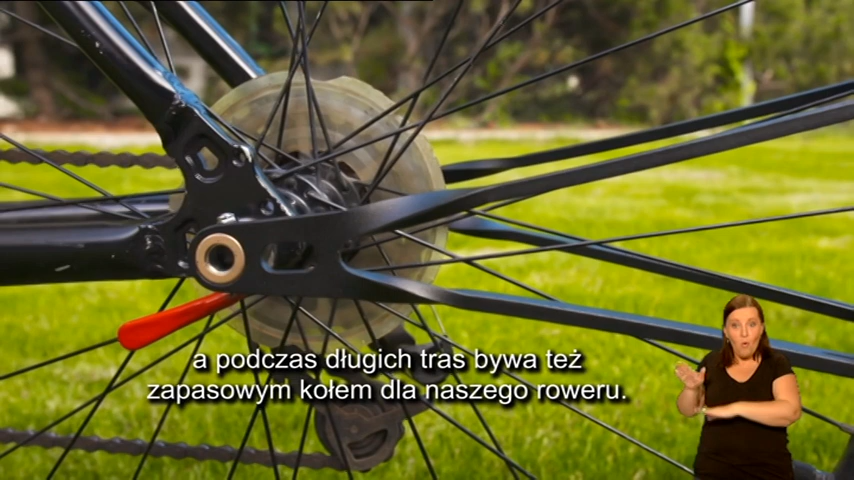 a podczas długich tras bywa też
zapasowym kołem dla naszego roweru.